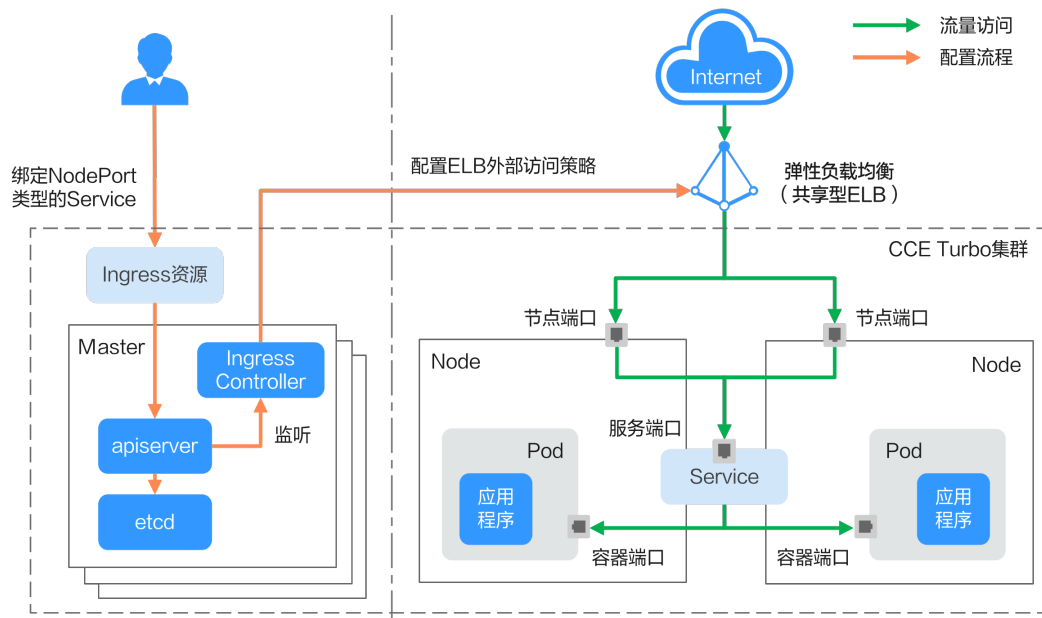 流量访问
配置流程
Internet
绑定NodePort
类型的Service
配置ELB外部访问策略
弹性负载均衡
（共享型ELB）
CCE Turbo集群
Ingress资源
节点端口
节点端口
Master
Ingress
Controller
Node
Node
监听
apiserver
服务端口
Pod
Service
Pod
应用
程序
应用
程序
etcd
容器端口
容器端口